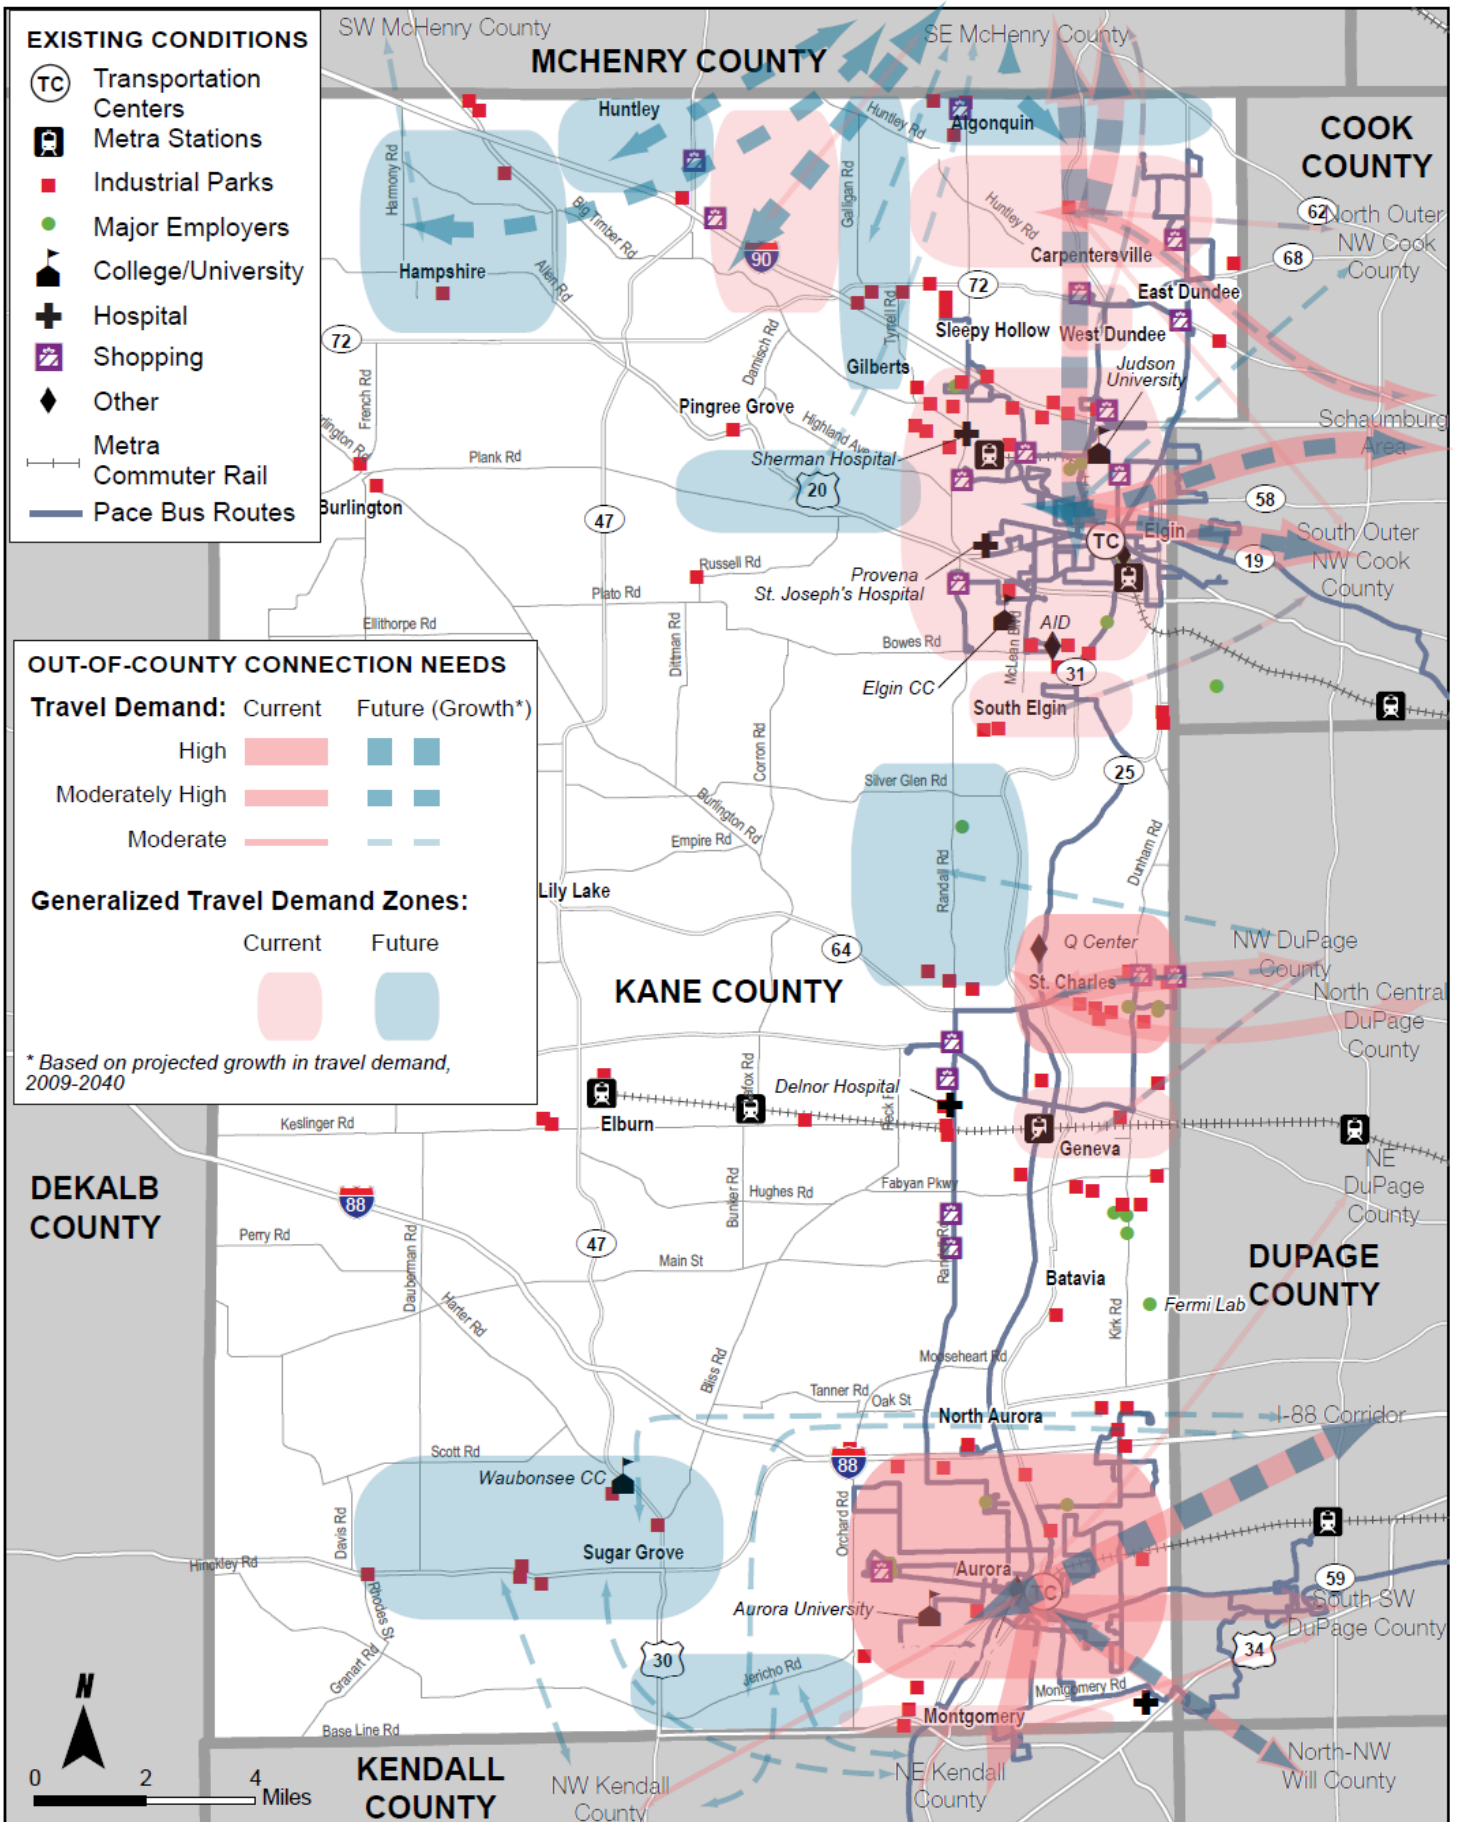 EXISTING CONDITIONS
TC
Transportation
Centers
Metra Stations
Industrial Parks
Major Employers
College/University
Hospital
Shopping
Other
Metra
Commuter Rail
Pace Bus Routes
SW McHenry County
SE McHenry County
MCHENRY COUNTY
COOK
COUNTY
Huntley
Huntley Rd
Algonquin
Harmony Rd
Galligan Rd
Huntley Rd
62
North Outer
NW Cook
County
68
Big Timber Rd
90
Carpentersville
Hampshire
Allen Rd
72
East Dundee
Tyrrell Rd
Sleepy Hollow
West Dundee
72
Damisch Rd
Gilberts
Judson
University
French Rd
Pingree Grove
Highland Ave
Schaumburg
Area
Plank Rd
Sherman Hospital
20
Burlington
47
58
TC
Elgin
South Outer
NW Cook
County
19
Russell Rd
Provena
St. Joseph's Hospital
Plato Rd
Ellithorpe Rd
Dittman Rd
Bowes Rd
McLean Blvd
AID
Elgin CC
31
South Elgin
OUT-OF-COUNTY CONNECTION NEEDS
Travel Demand: Current Future (Growth*)
High
Moderately High
Moderate
Generalized Travel Demand Zones:
Current Future
* Based on projected growth in travel demand,
2009-2040
Corron Rd
Silver Glen Rd
25
Burlington Rd
Empire Rd
Dunham Rd
Randall Rd
Lily Lake
64
Q Center
NW DuPage
County
St. Charles
KANE COUNTY
North Central
DuPage
County
Delnor Hospital
Keslinger Rd
Elburn
Geneva
NE
DuPage
County
DEKALB
COUNTY
88
Bunker Rd
Hughes Rd
Fabyan Pkwy
Perry Rd
Dauberman Rd
47
Main St
DUPAGE
COUNTY
Batavia
Harter Rd
Fermi Lab
Kirk Rd
Mooseheart Rd
Bliss Rd
Tanner Rd
Oak St
North Aurora
I-88 Corridor
Scott Rd
88
Waubonsee CC
Davis Rd
Orchard Rd
Sugar Grove
Hinckley Rd
Aurora
TC
59
Rhodes St
Aurora University
South SW
DuPage County
34
30
Granart Rd
Jericho Rd
Montgomery Rd
Montgomery
Base Line Rd
N
0 2 4
Miles
KENDALL
COUNTY
NW Kendall
County
NE Kendall
County
North-NW
Will County